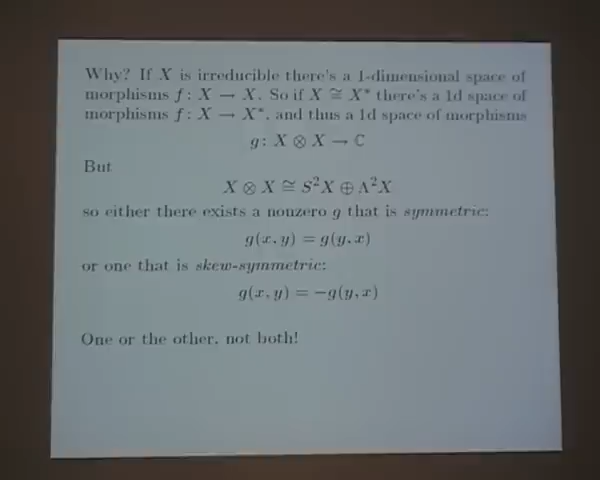 Why? If X is irreducible there's a 1-dimensional space of
morphisms f: X → X. So if X ≅ X* there's a 1d space of
morphisms f: X → X*, and thus a 1d space of morphisms
g: X ⊗ X → ℂ
But
X ⊗ X ≅ S²X ⊕ Λ²X
so either there exists a nonzero g that is symmetric:
g(x, y) = g(y, x)
or one that is skew-symmetric:
g(x, y) = −g(y, x)
One or the other, not both!